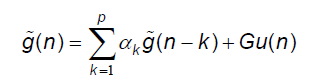 g̃(n) = ∑_{k=1}^{p} α_k g̃(n − k) + Gu(n)